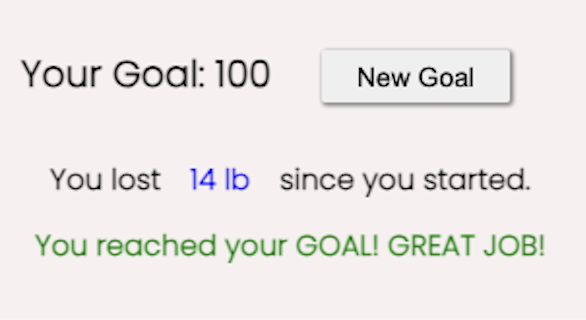 Your Goal: 100 New Goal
You lost 14 lb since you started.
You reached your GOAL! GREAT JOB!